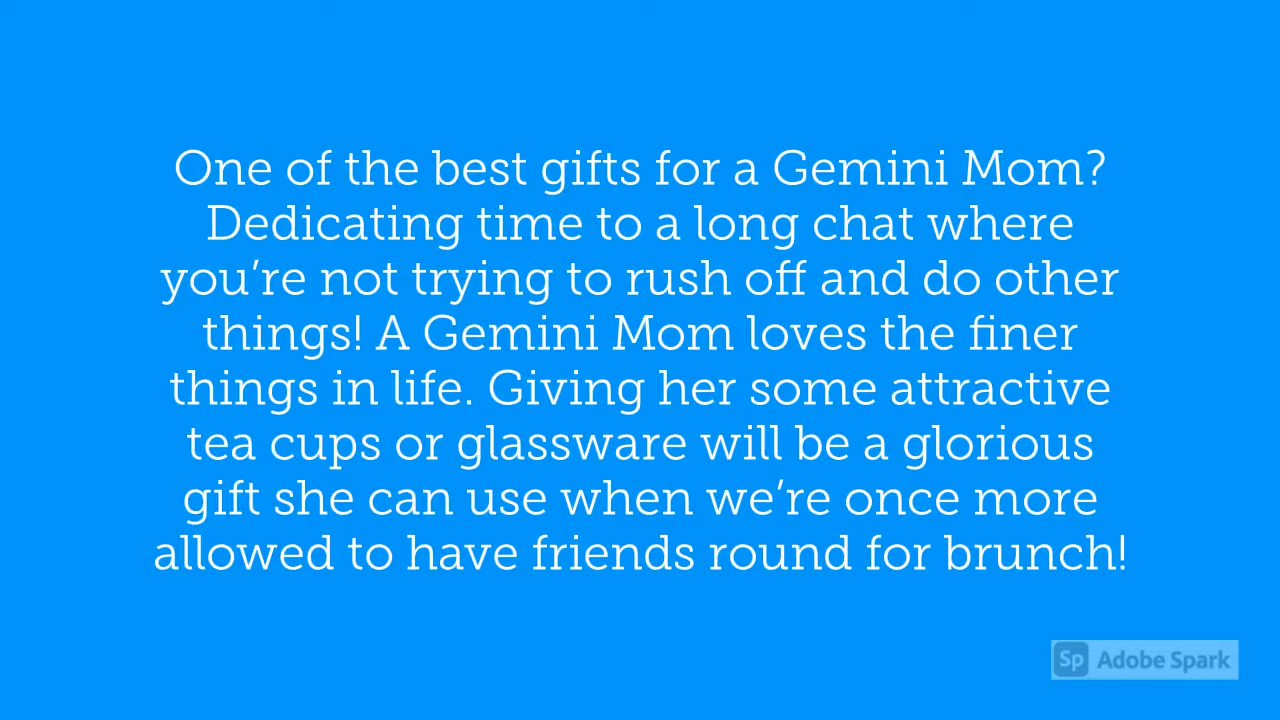 One of the best gifts for a Gemini Mom?
Dedicating time to a long chat where
you’re not trying to rush off and do other
things! A Gemini Mom loves the finer
things in life. Giving her some attractive
tea cups or glassware will be a glorious
gift she can use when we’re once more
allowed to have friends round for brunch!
Sp Adobe Spark